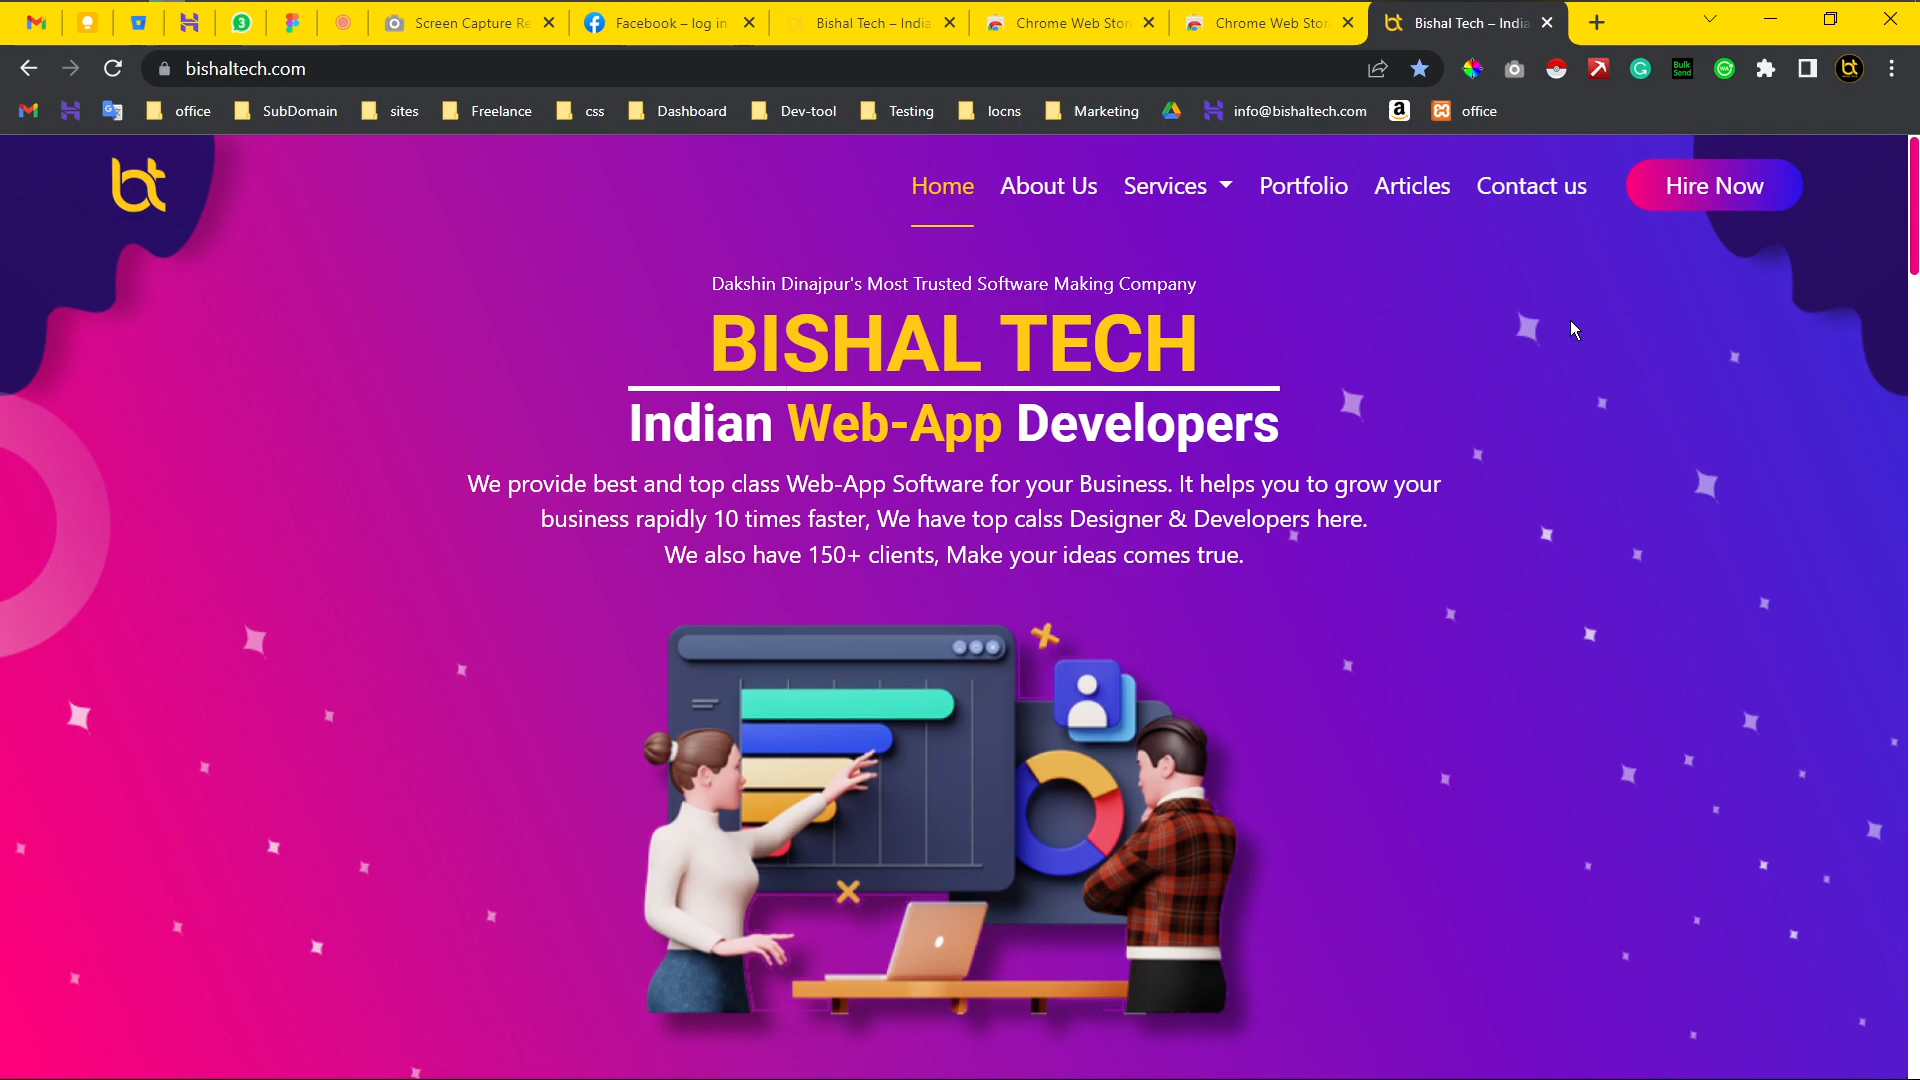 Screen Capture Re
Facebook – log in
Bishal Tech – India
Chrome Web Stor
Chrome Web Stor
Bishal Tech – India
bishaltech.com
Bulk
Send
bt
office
SubDomain
sites
Freelance
css
Dashboard
Dev-tool
Testing
locns
Marketing
info@bishaltech.com
a
office
bt
Home
About Us
Services
Portfolio
Articles
Contact us
Hire Now
Dakshin Dinajpur's Most Trusted Software Making Company
BISHAL TECH
Indian Web-App Developers
We provide best and top class Web-App Software for your Business. It helps you to grow your
business rapidly 10 times faster, We have top calss Designer & Developers here.
We also have 150+ clients, Make your ideas comes true.